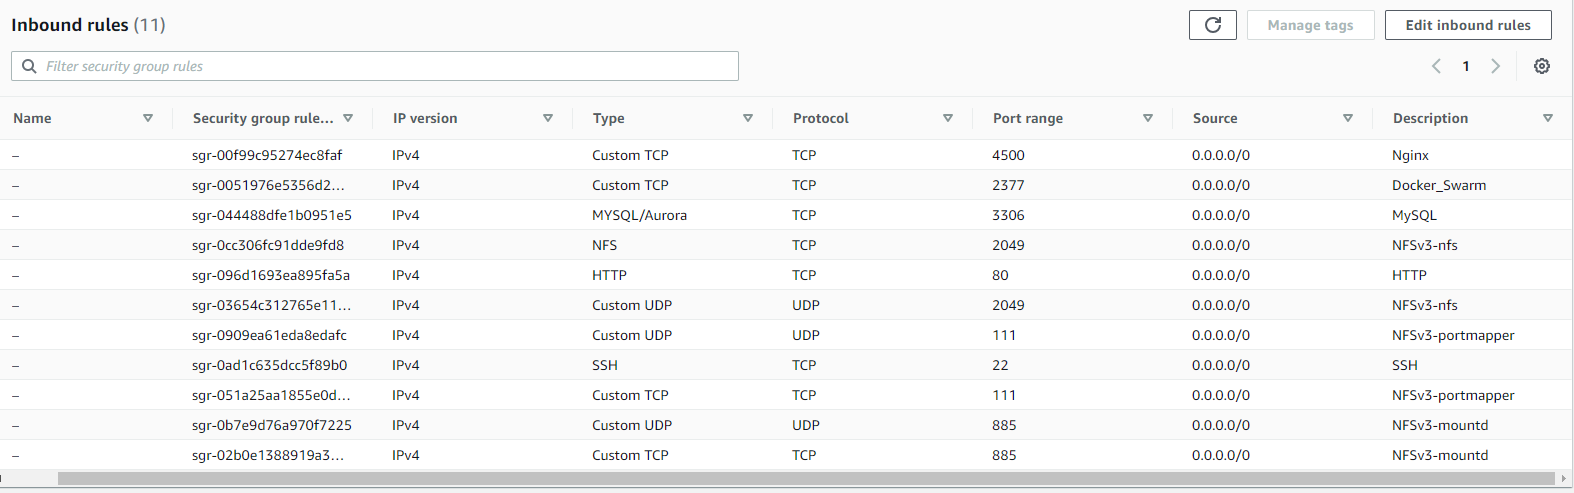 Inbound rules (11)
Manage tags
Edit inbound rules
Filter security group rules
1
Name Security group rule... IP version Type Protocol Port range Source Description
– sgr-00f99c95274ec8faf IPv4 Custom TCP TCP 4500 0.0.0.0/0 Nginx
– sgr-0051976e5356d2... IPv4 Custom TCP TCP 2377 0.0.0.0/0 Docker_Swarm
– sgr-044488dfe1b0951e5 IPv4 MYSQL/Aurora TCP 3306 0.0.0.0/0 MySQL
– sgr-0cc306fc91dde9fd8 IPv4 NFS TCP 2049 0.0.0.0/0 NFSv3-nfs
– sgr-096d1693ea895fa5a IPv4 HTTP TCP 80 0.0.0.0/0 HTTP
– sgr-03654c312765e11... IPv4 Custom UDP UDP 2049 0.0.0.0/0 NFSv3-nfs
– sgr-0909ea61eda8edafc IPv4 Custom UDP UDP 111 0.0.0.0/0 NFSv3-portmapper
– sgr-0ad1c635dcc5f89b0 IPv4 SSH TCP 22 0.0.0.0/0 SSH
– sgr-051a25aa1855e0d... IPv4 Custom TCP TCP 111 0.0.0.0/0 NFSv3-portmapper
– sgr-0b7e9d76a970f7225 IPv4 Custom UDP UDP 885 0.0.0.0/0 NFSv3-mountd
– sgr-02b0e1388919a3... IPv4 Custom TCP TCP 885 0.0.0.0/0 NFSv3-mountd